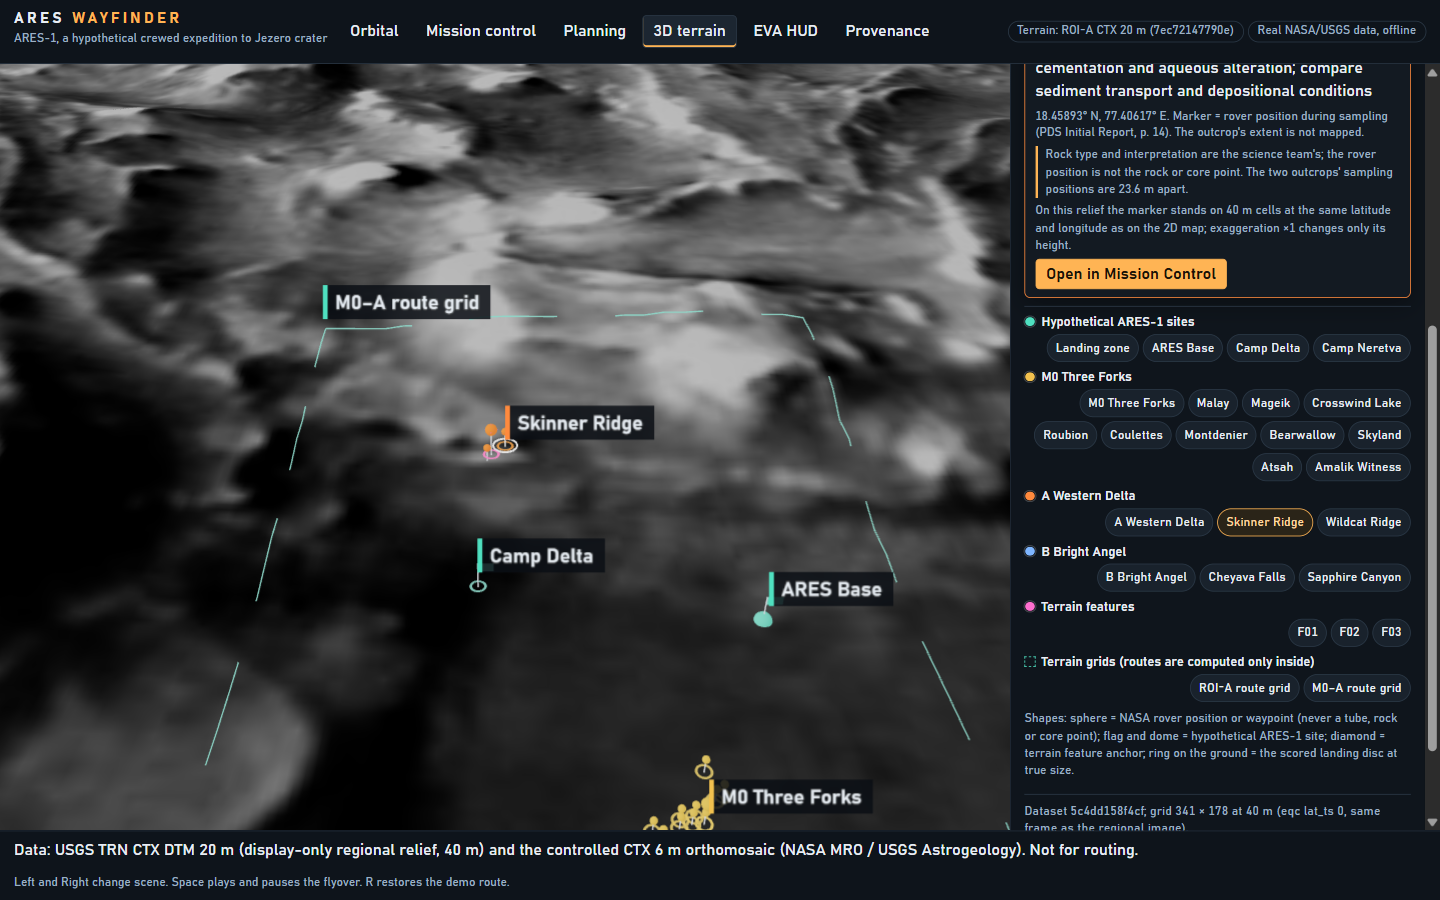 ARES WAYFINDER
ARES-1, a hypothetical crewed expedition to Jezero crater
Orbital
Mission control
Planning
3D terrain
EVA HUD
Provenance
Terrain: ROI-A CTX 20 m (7ec72147790e)
Real NASA/USGS data, offline
M0-A route grid
Skinner Ridge
Camp Delta
ARES Base
M0 Three Forks
cementation and aqueous alteration; compare
sediment transport and depositional conditions
18.45893° N, 77.40617° E. Marker = rover position during sampling
(PDS Initial Report, p. 14). The outcrop's extent is not mapped.
Rock type and interpretation are the science team's; the rover
position is not the rock or core point. The two outcrops' sampling
positions are 23.6 m apart.
On this relief the marker stands on 40 m cells at the same latitude
and longitude as on the 2D map; exaggeration ×1 changes only its
height.
Open in Mission Control
Hypothetical ARES-1 sites
Landing zone
ARES Base
Camp Delta
Camp Neretva
M0 Three Forks
M0 Three Forks
Malay
Mageik
Crosswind Lake
Roubion
Coulettes
Montdenier
Bearwallow
Skyland
Atsah
Amalik Witness
A Western Delta
A Western Delta
Skinner Ridge
Wildcat Ridge
B Bright Angel
B Bright Angel
Cheyava Falls
Sapphire Canyon
Terrain features
F01
F02
F03
Terrain grids (routes are computed only inside)
ROI-A route grid
M0-A route grid
Shapes: sphere = NASA rover position or waypoint (never a tube, rock
or core point); flag and dome = hypothetical ARES-1 site; diamond =
terrain feature anchor; ring on the ground = the scored landing disc at
true size.
Dataset 5c4dd158f4cf; grid 341 × 178 at 40 m (eqc lat_ts 0, same
frame as the regional image)
Data: USGS TRN CTX DTM 20 m (display-only regional relief, 40 m) and the controlled CTX 6 m orthomosaic (NASA MRO / USGS Astrogeology). Not for routing.
Left and Right change scene. Space plays and pauses the flyover. R restores the demo route.